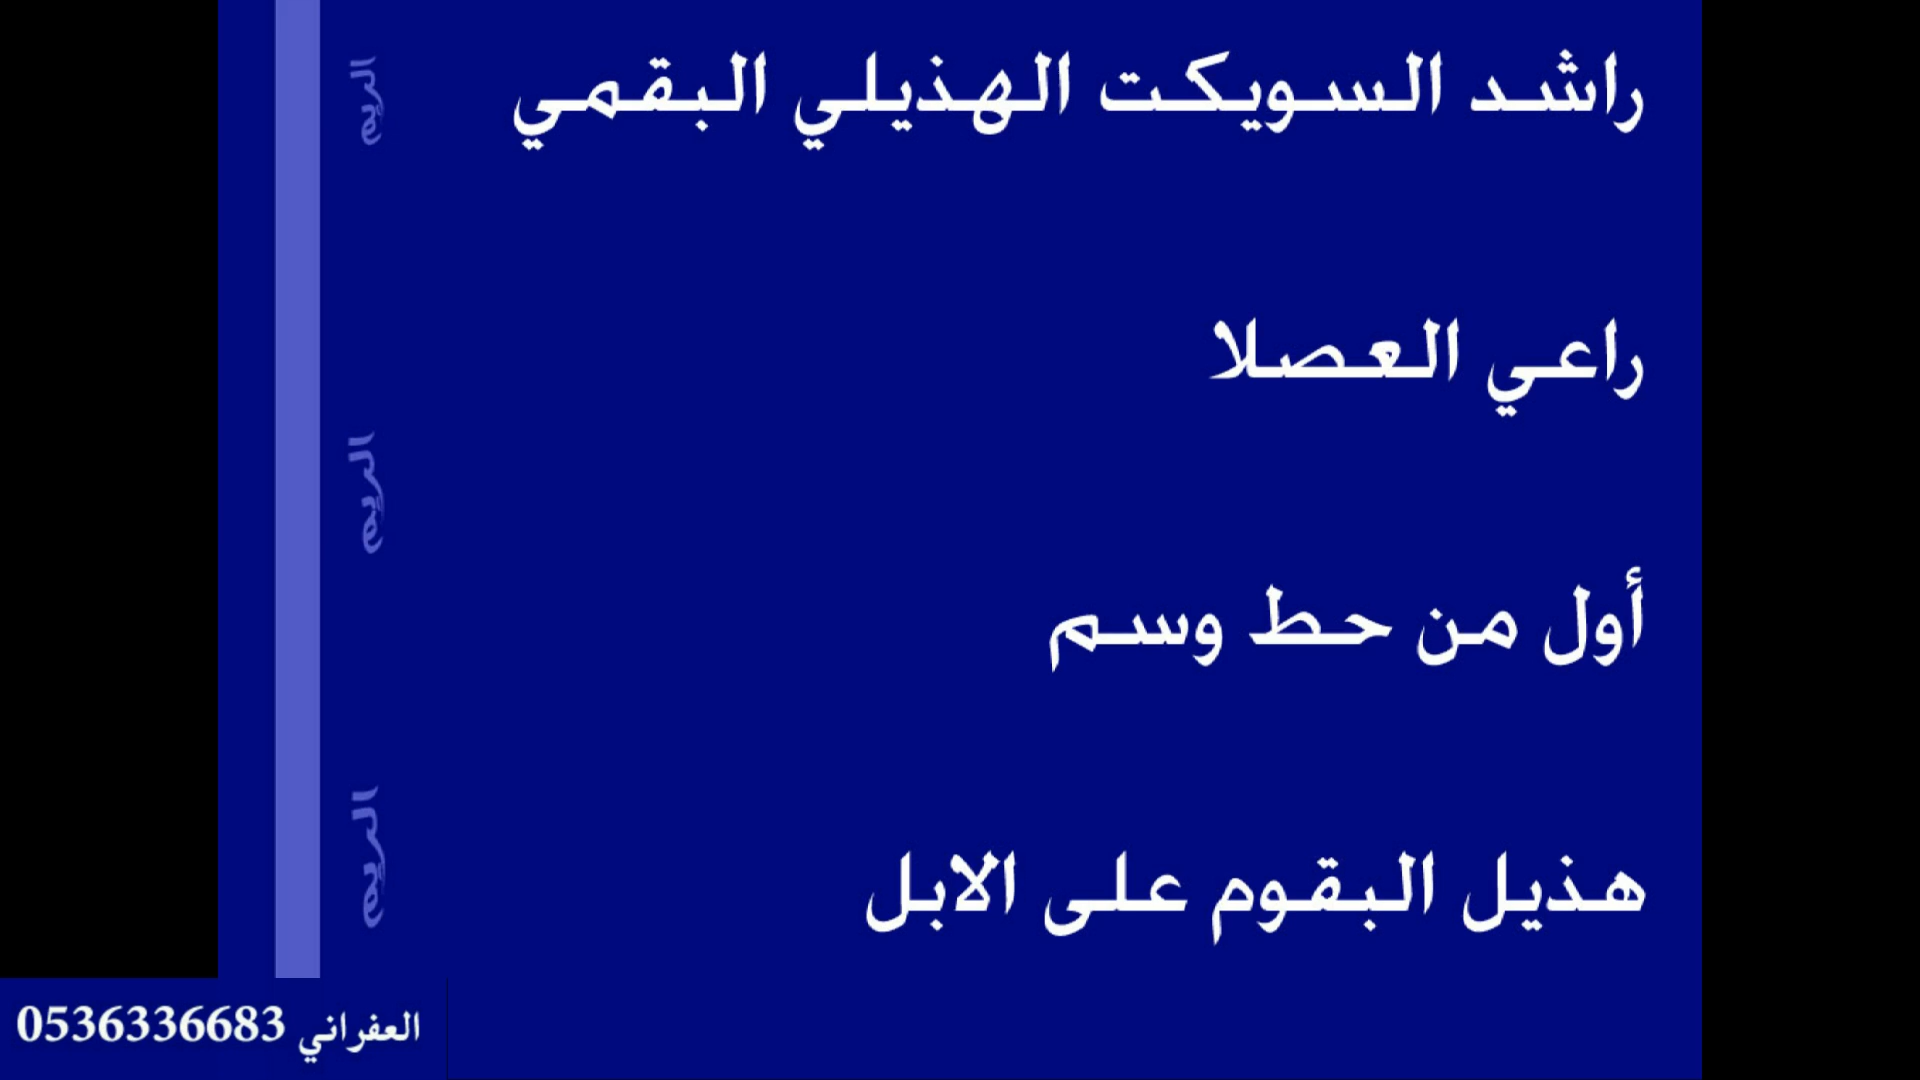 راشد السويكت الهذيلي البقمي
راعي العصلا
أول من حط وسم
هذيل البقوم على الابل
الريم
الريم
الريم
العفراني 0536336683